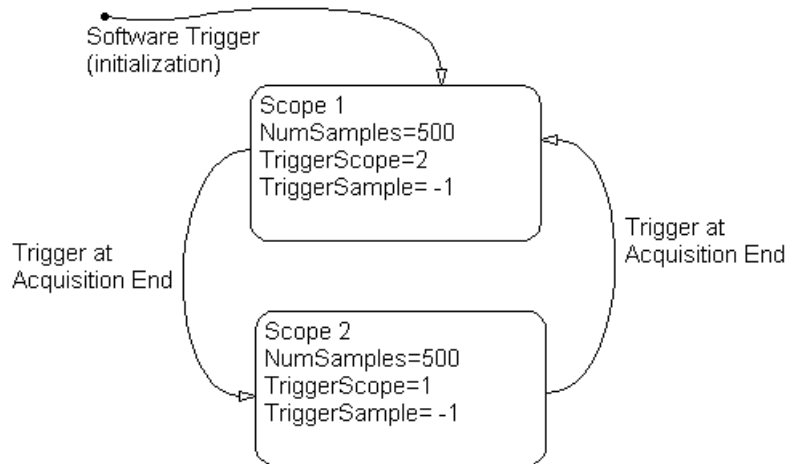 Software Trigger
(initialization)
Scope 1
NumSamples=500
TriggerScope=2
TriggerSample= -1
Trigger at
Acquisition End
Trigger at
Acquisition End
Scope 2
NumSamples=500
TriggerScope=1
TriggerSample= -1